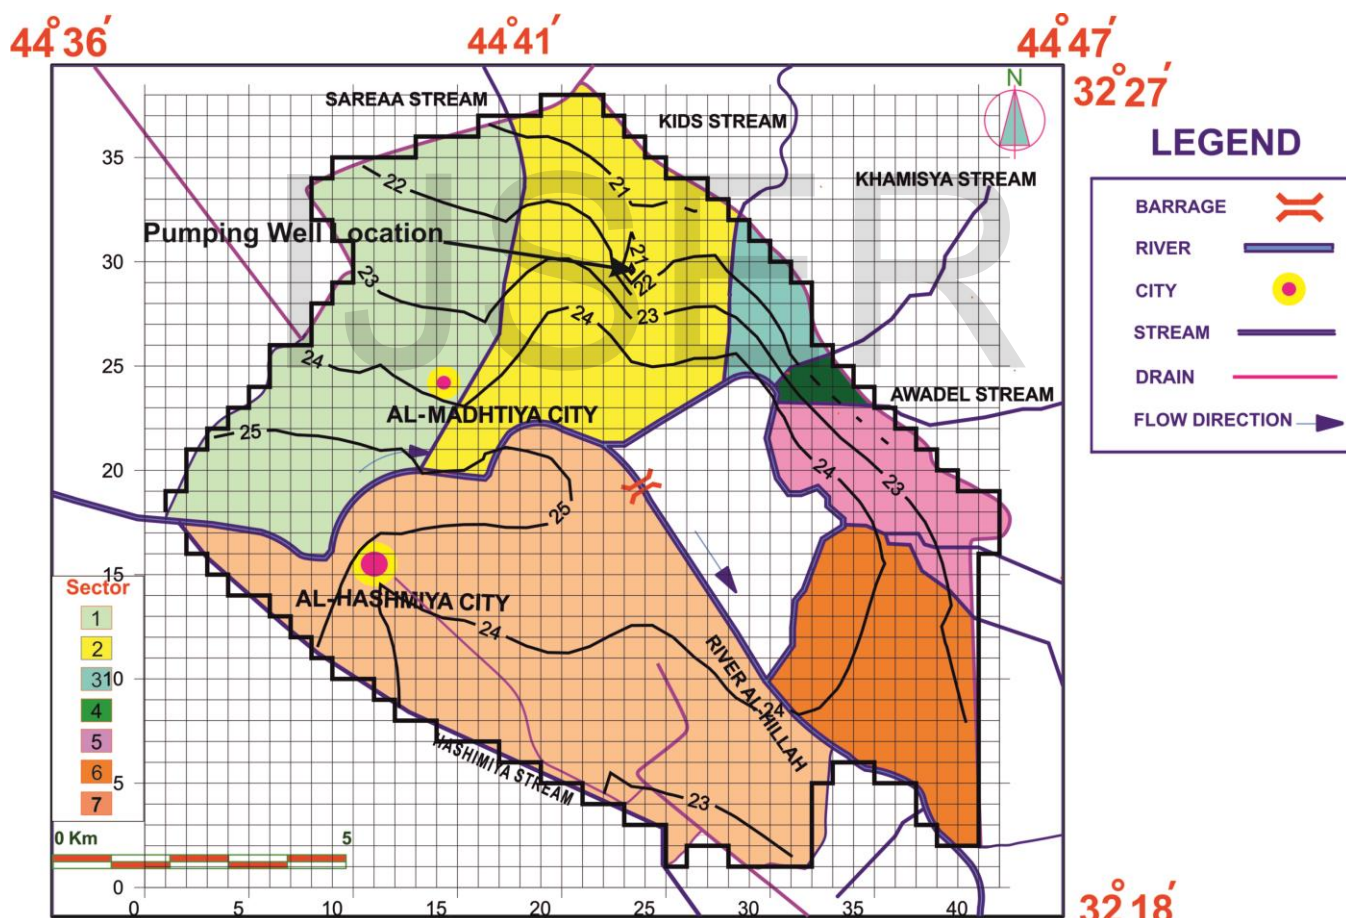 44°36′
44°41′
44°47′
32°27′
N
SAREAA STREAM
KIDS STREAM
KHAMISYA STREAM
LEGEND
BARRAGE
RIVER
CITY
STREAM
DRAIN
FLOW DIRECTION
35
22
21
Pumping Well Location
IJSER
21
22
30
23
23
24
24
25
AWADEL STREAM
AL-MADHTIYA CITY
25
20
24
23
25
15
Sector
AL-HASHMIYA CITY
24
1
2
3
10
4
5
6
7
RIVER AL-HILLAH
24
HASHIMIYA STREAM
5
23
0 Km 5
0
0 5 10 15 20 25 30 35 40
32°18′